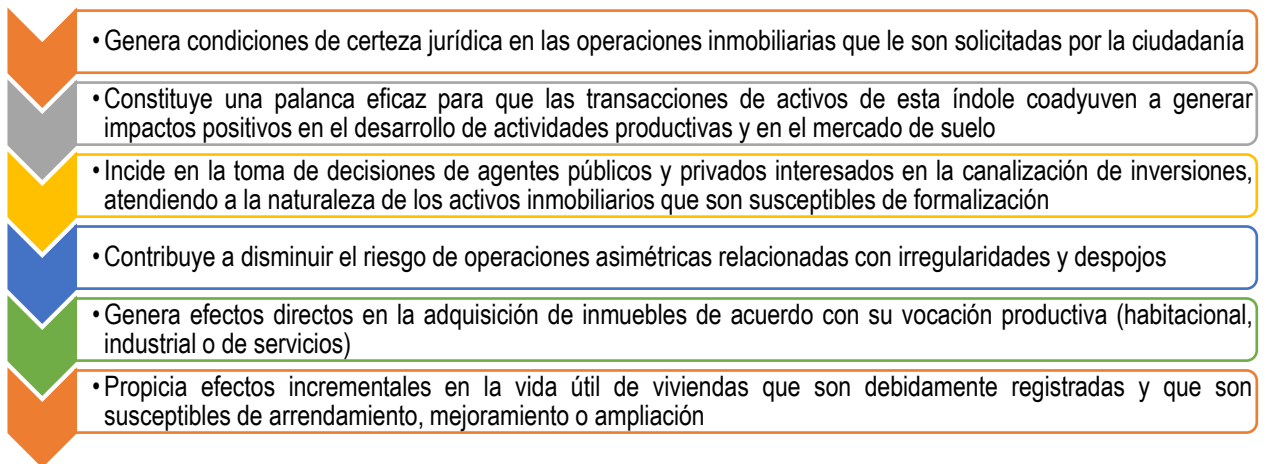 •Genera condiciones de certeza jurídica en las operaciones inmobiliarias que le son solicitadas por la ciudadanía
•Constituye una palanca eficaz para que las transacciones de activos de esta índole coadyuven a generar
impactos positivos en el desarrollo de actividades productivas y en el mercado de suelo
•Incide en la toma de decisiones de agentes públicos y privados interesados en la canalización de inversiones,
atendiendo a la naturaleza de los activos inmobiliarios que son susceptibles de formalización
•Contribuye a disminuir el riesgo de operaciones asimétricas relacionadas con irregularidades y despojos
•Genera efectos directos en la adquisición de inmuebles de acuerdo con su vocación productiva (habitacional,
industrial o de servicios)
•Propicia efectos incrementales en la vida útil de viviendas que son debidamente registradas y que son
susceptibles de arrendamiento, mejoramiento o ampliación